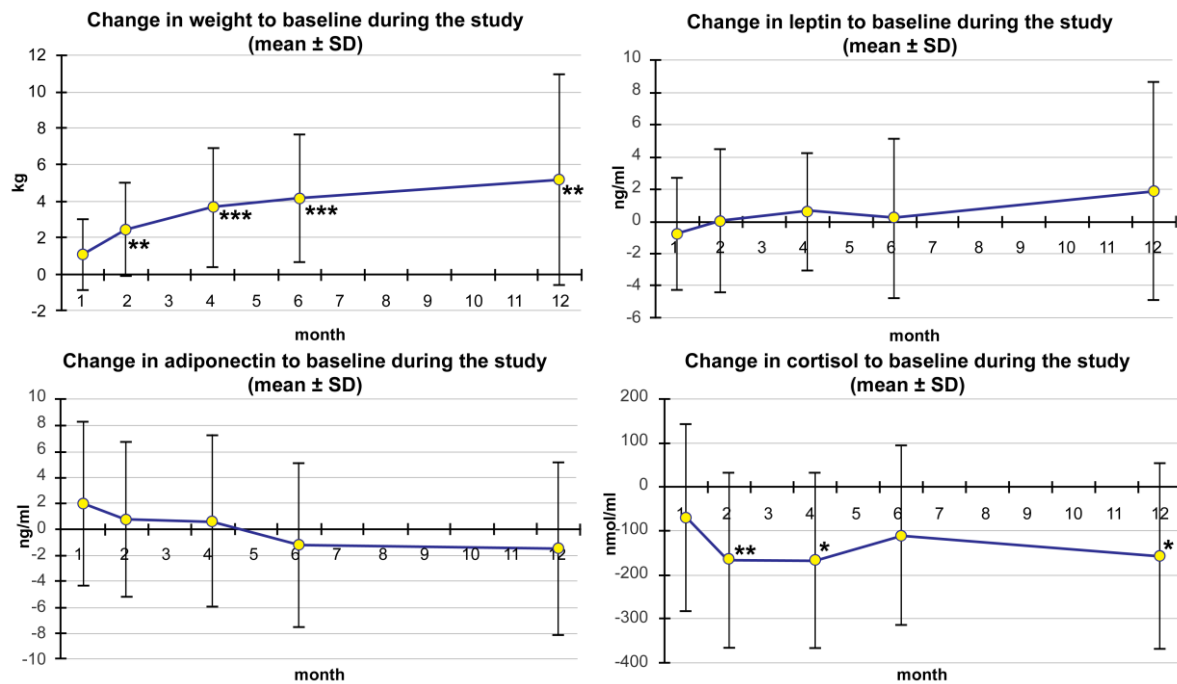 Change in weight to baseline during the study
(mean ± SD)
12
10
8
6
4
2
0
-2
kg
**
***
***
**
1 2 3 4 5 6 7 8 9 10 11 12
month
Change in leptin to baseline during the study
(mean ± SD)
10
8
6
4
2
0
-2
-4
-6
ng/ml
1 2 3 4 5 6 7 8 9 10 11 12
month
Change in adiponectin to baseline during the study
(mean ± SD)
10
8
6
4
2
0
-2
-4
-6
-8
-10
ng/ml
1 2 3 4 5 6 7 8 9 10 11 12
month
Change in cortisol to baseline during the study
(mean ± SD)
200
100
0
-100
-200
-300
-400
nmol/ml
1 2 3 4 5 6 7 8 9 10 11 12
**
*
*
month